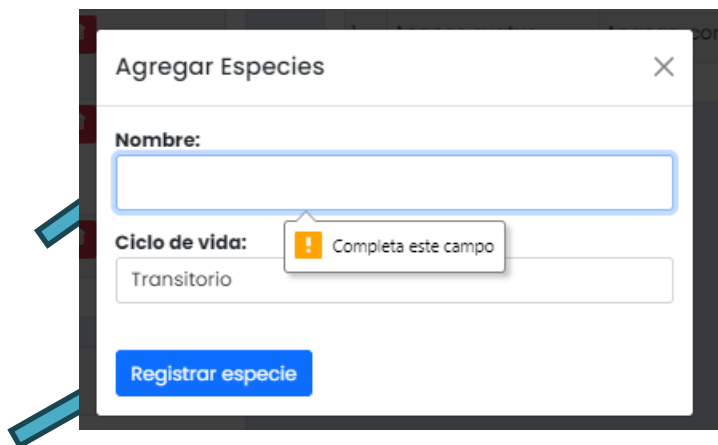 Agregar Especies
Nombre:
Completa este campo
Ciclo de vida:
Transitorio
Registrar especie